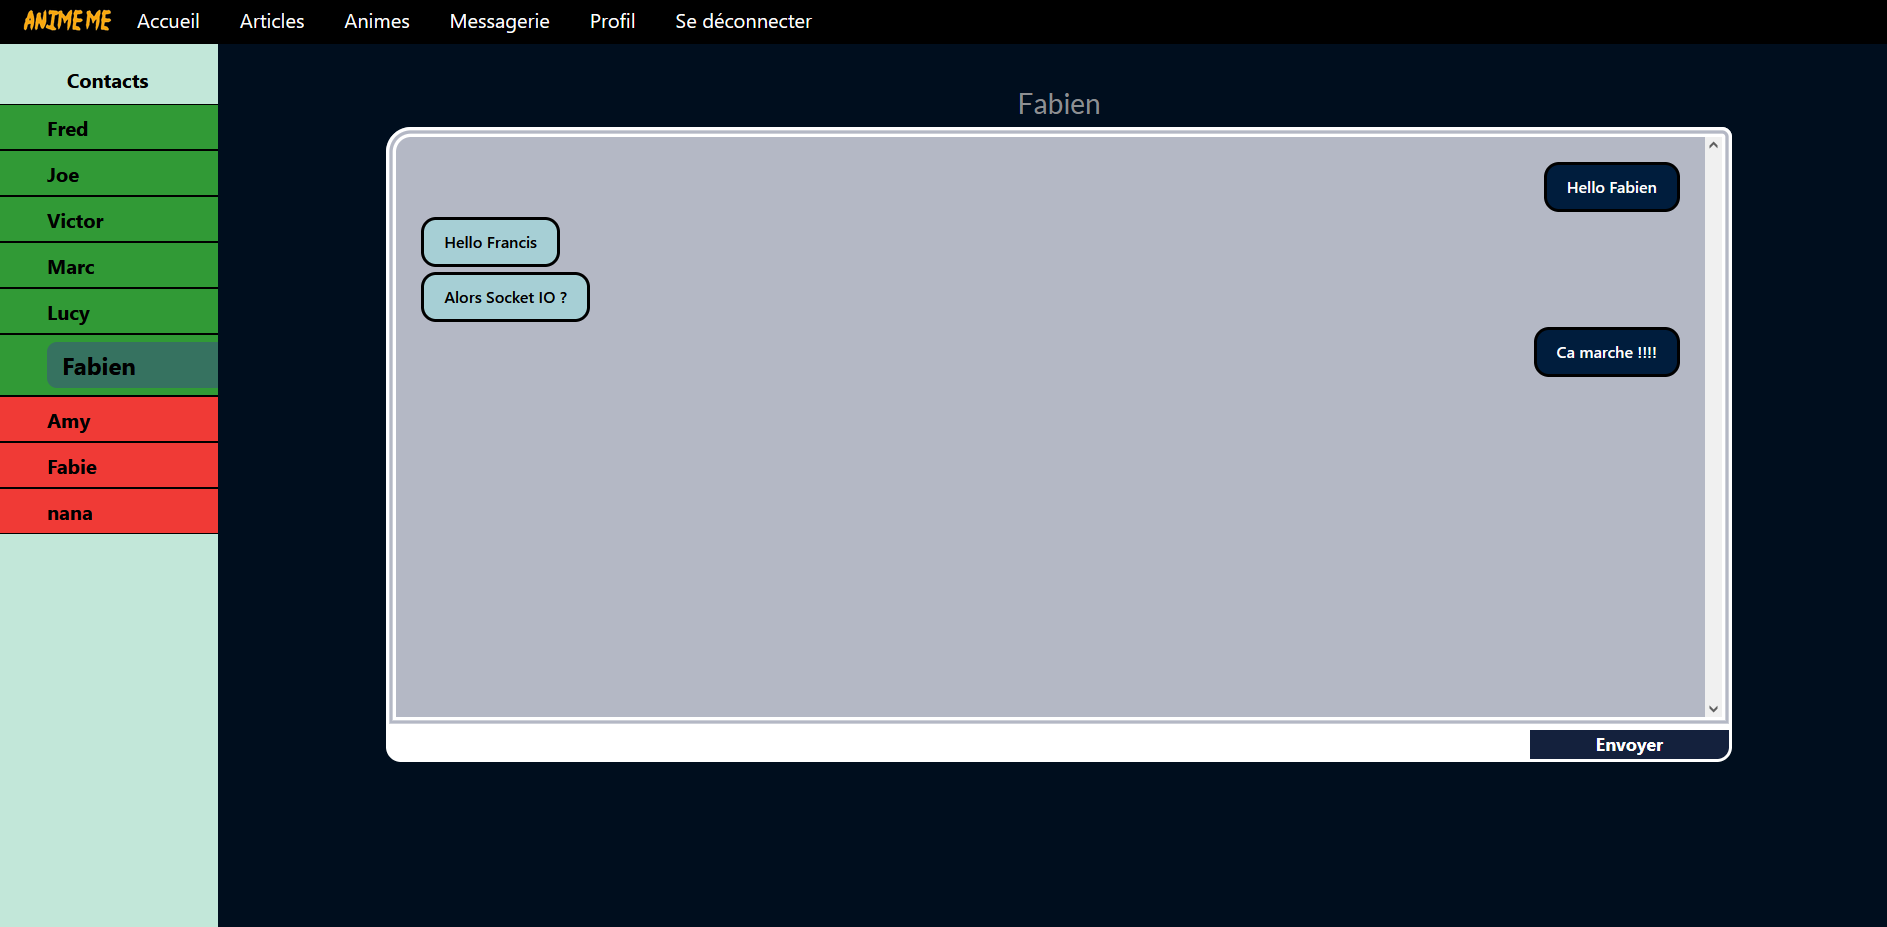 ANIME ME Accueil Articles Animes Messagerie Profil Se déconnecter
Contacts
Fred
Joe
Victor
Marc
Lucy
Fabien
Amy
Fabie
nana
Fabien
Hello Fabien
Hello Francis
Alors Socket IO ?
Ca marche !!!!
Envoyer